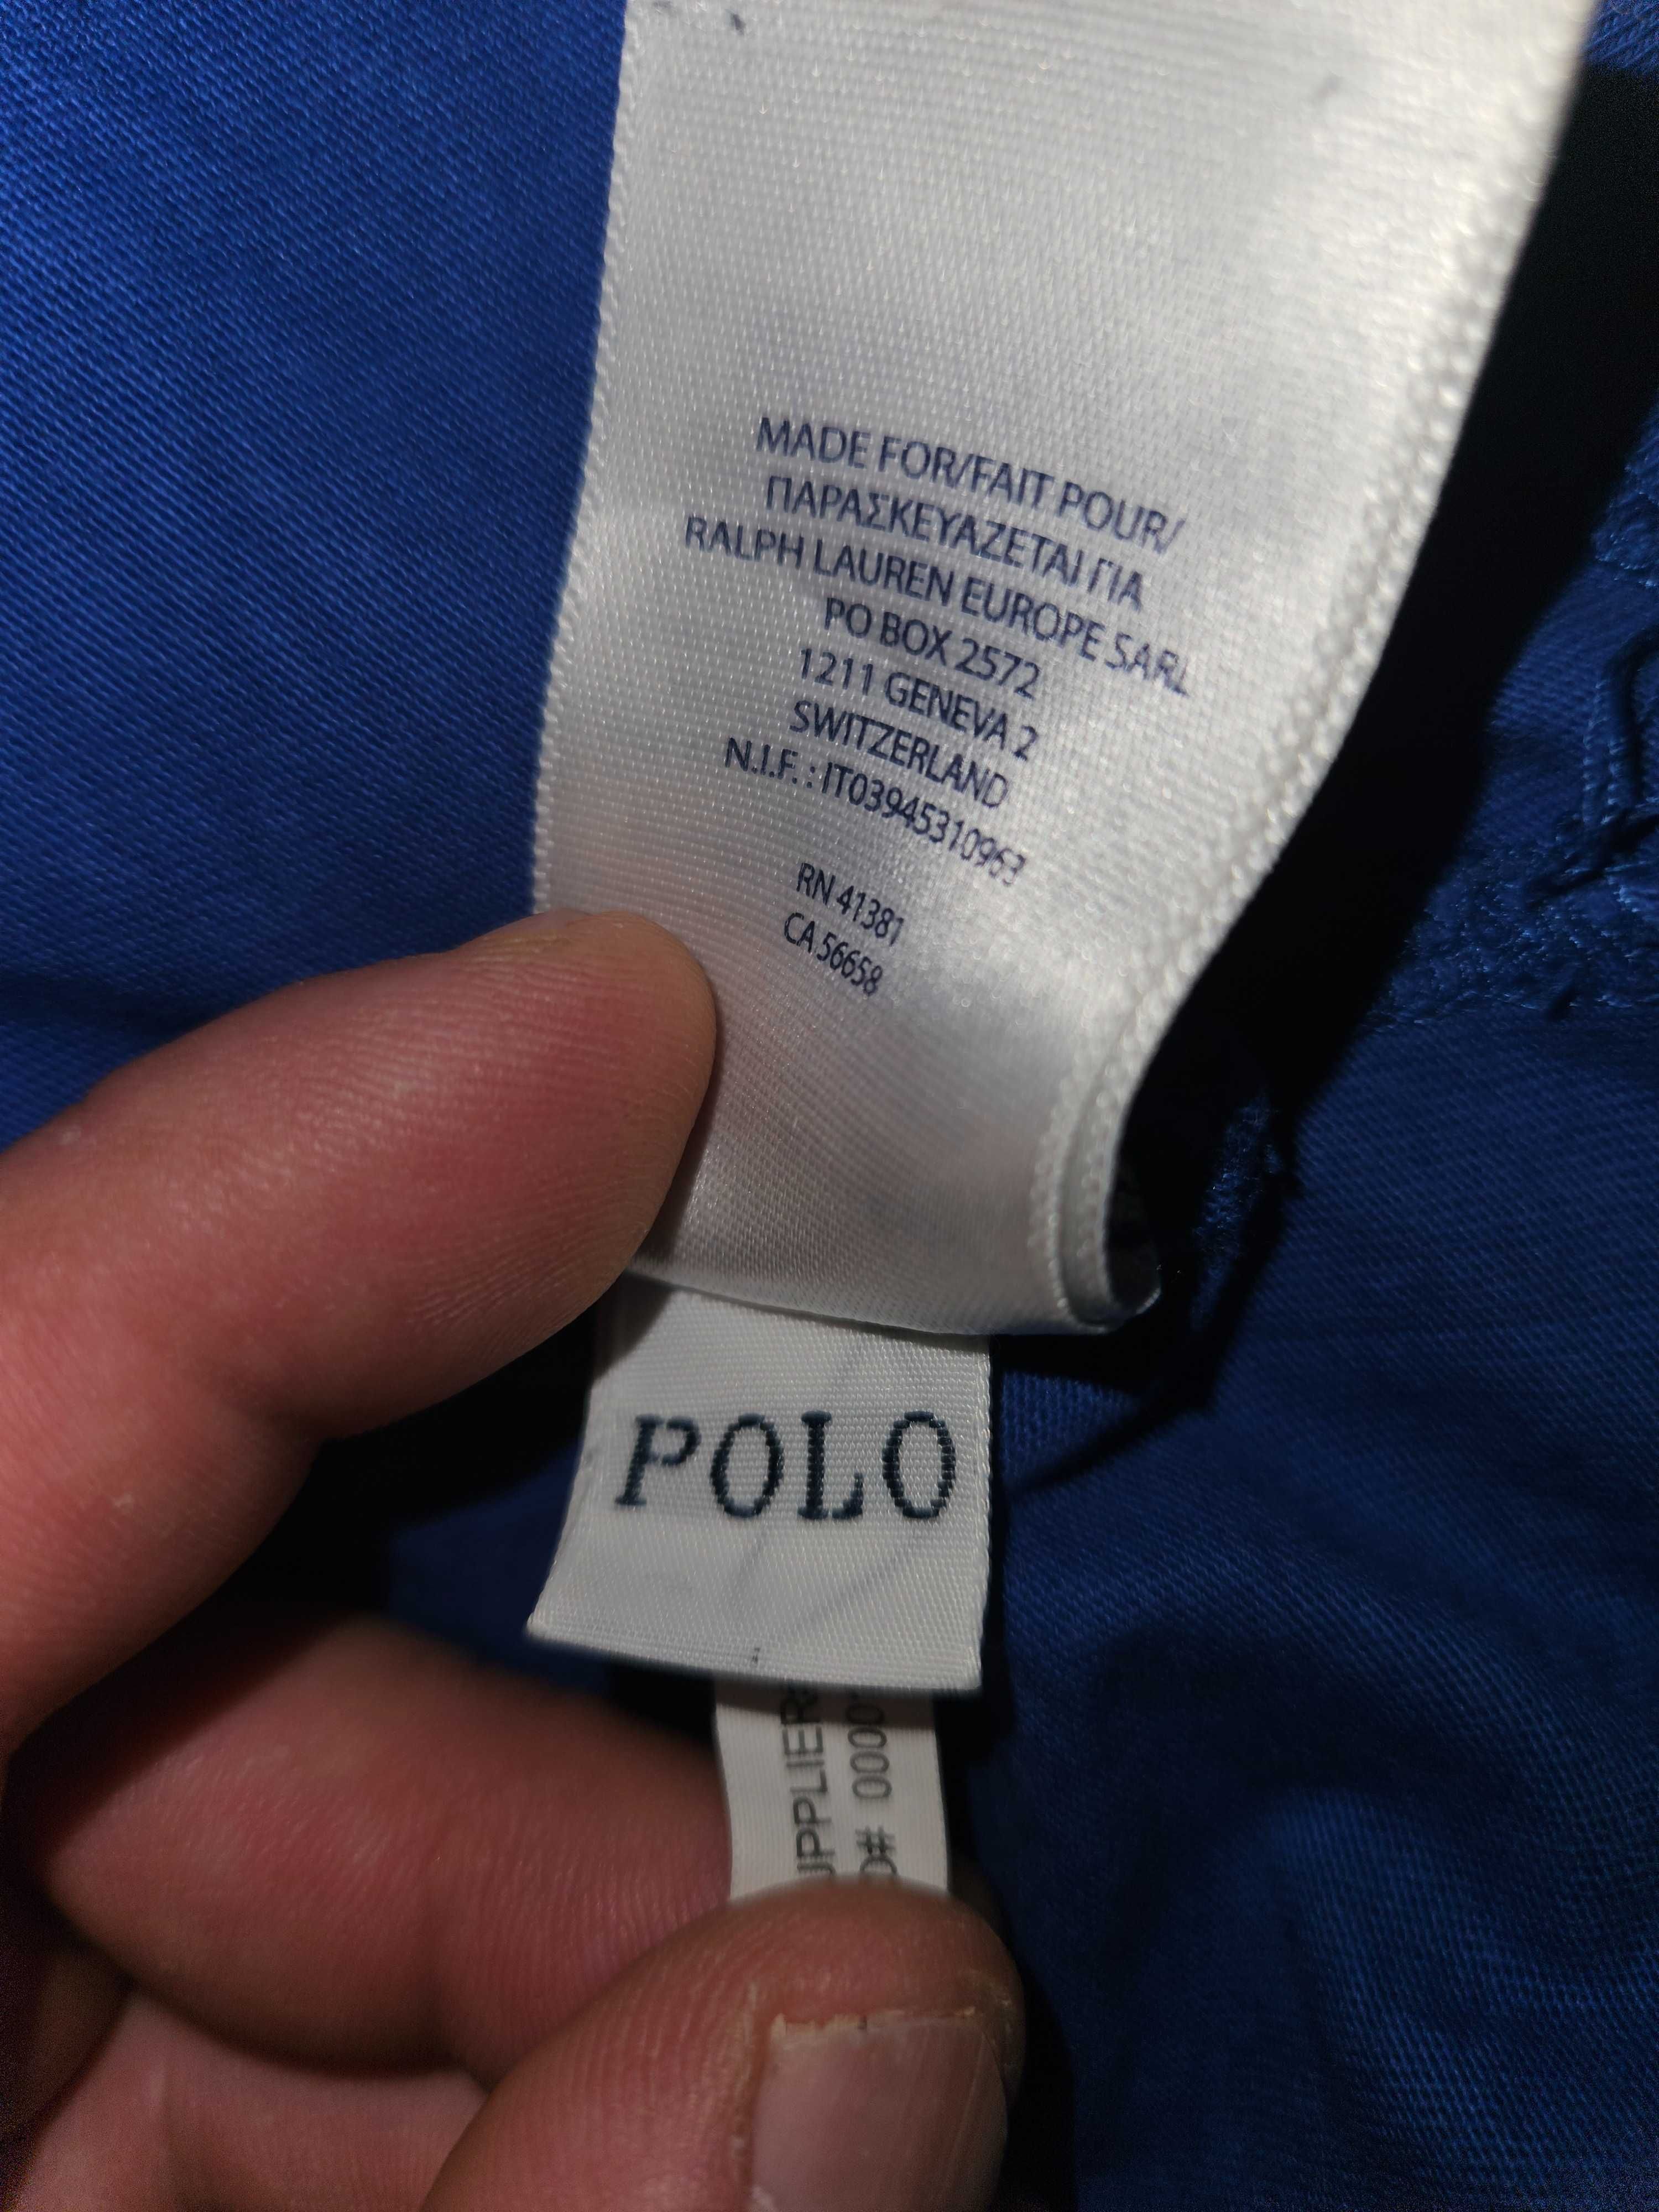 MADE FOR/FAIT POUR/
ΠΑΡΑΣΚΕΥΑΖΕΤΑΙ ΓΙΑ
RALPH LAUREN EUROPE SARL
PO BOX 2572
1211 GENEVA 2
SWITZERLAND
N.I.F. : IT03945310963
RN 41381
CA 56658
POLO